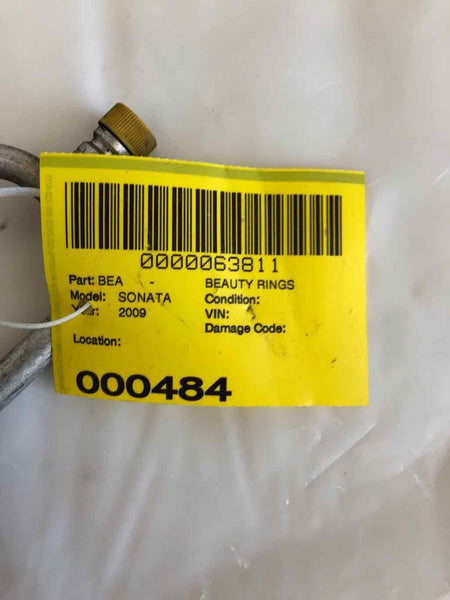 0000063811
Part: BEA BEAUTY RINGS
Model: SONATA Condition:
2009 VIN:
Damage Code:
Location:
000484